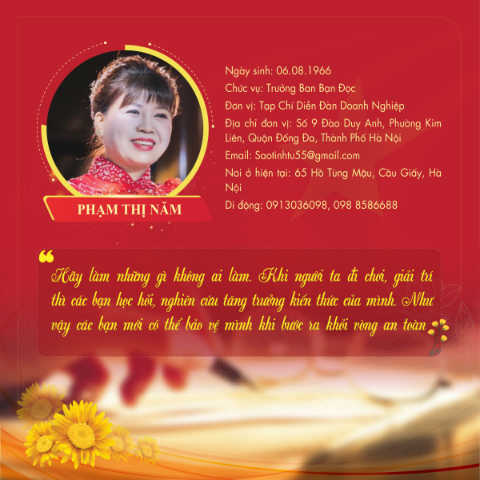 Ngày sinh: 06.08.1966
Chức vụ: Trưởng Ban Bạn Đọc
Đơn vị: Tạp Chí Diễn Đàn Doanh Nghiệp
Địa chỉ đơn vị: Số 9 Đào Duy Anh, Phường Kim
Liên, Quận Đống Đa, Thành Phố Hà Nội
Email: Saotinhtu55@gmail.com
Nơi ở hiện tại: 65 Hồ Tùng Mậu, Cầu Giấy, Hà
Nội
Di động: 0913036098, 098 8586688
PHẠM THỊ NĂM
❝
Hãy làm những gì không ai làm. Khi người ta đi chơi, giải trí
thì các bạn học hỏi, nghiên cứu tăng trưởng kiến thức của mình. Như
vậy các bạn mới có thể bảo vệ mình khi bước ra khỏi vòng an toàn